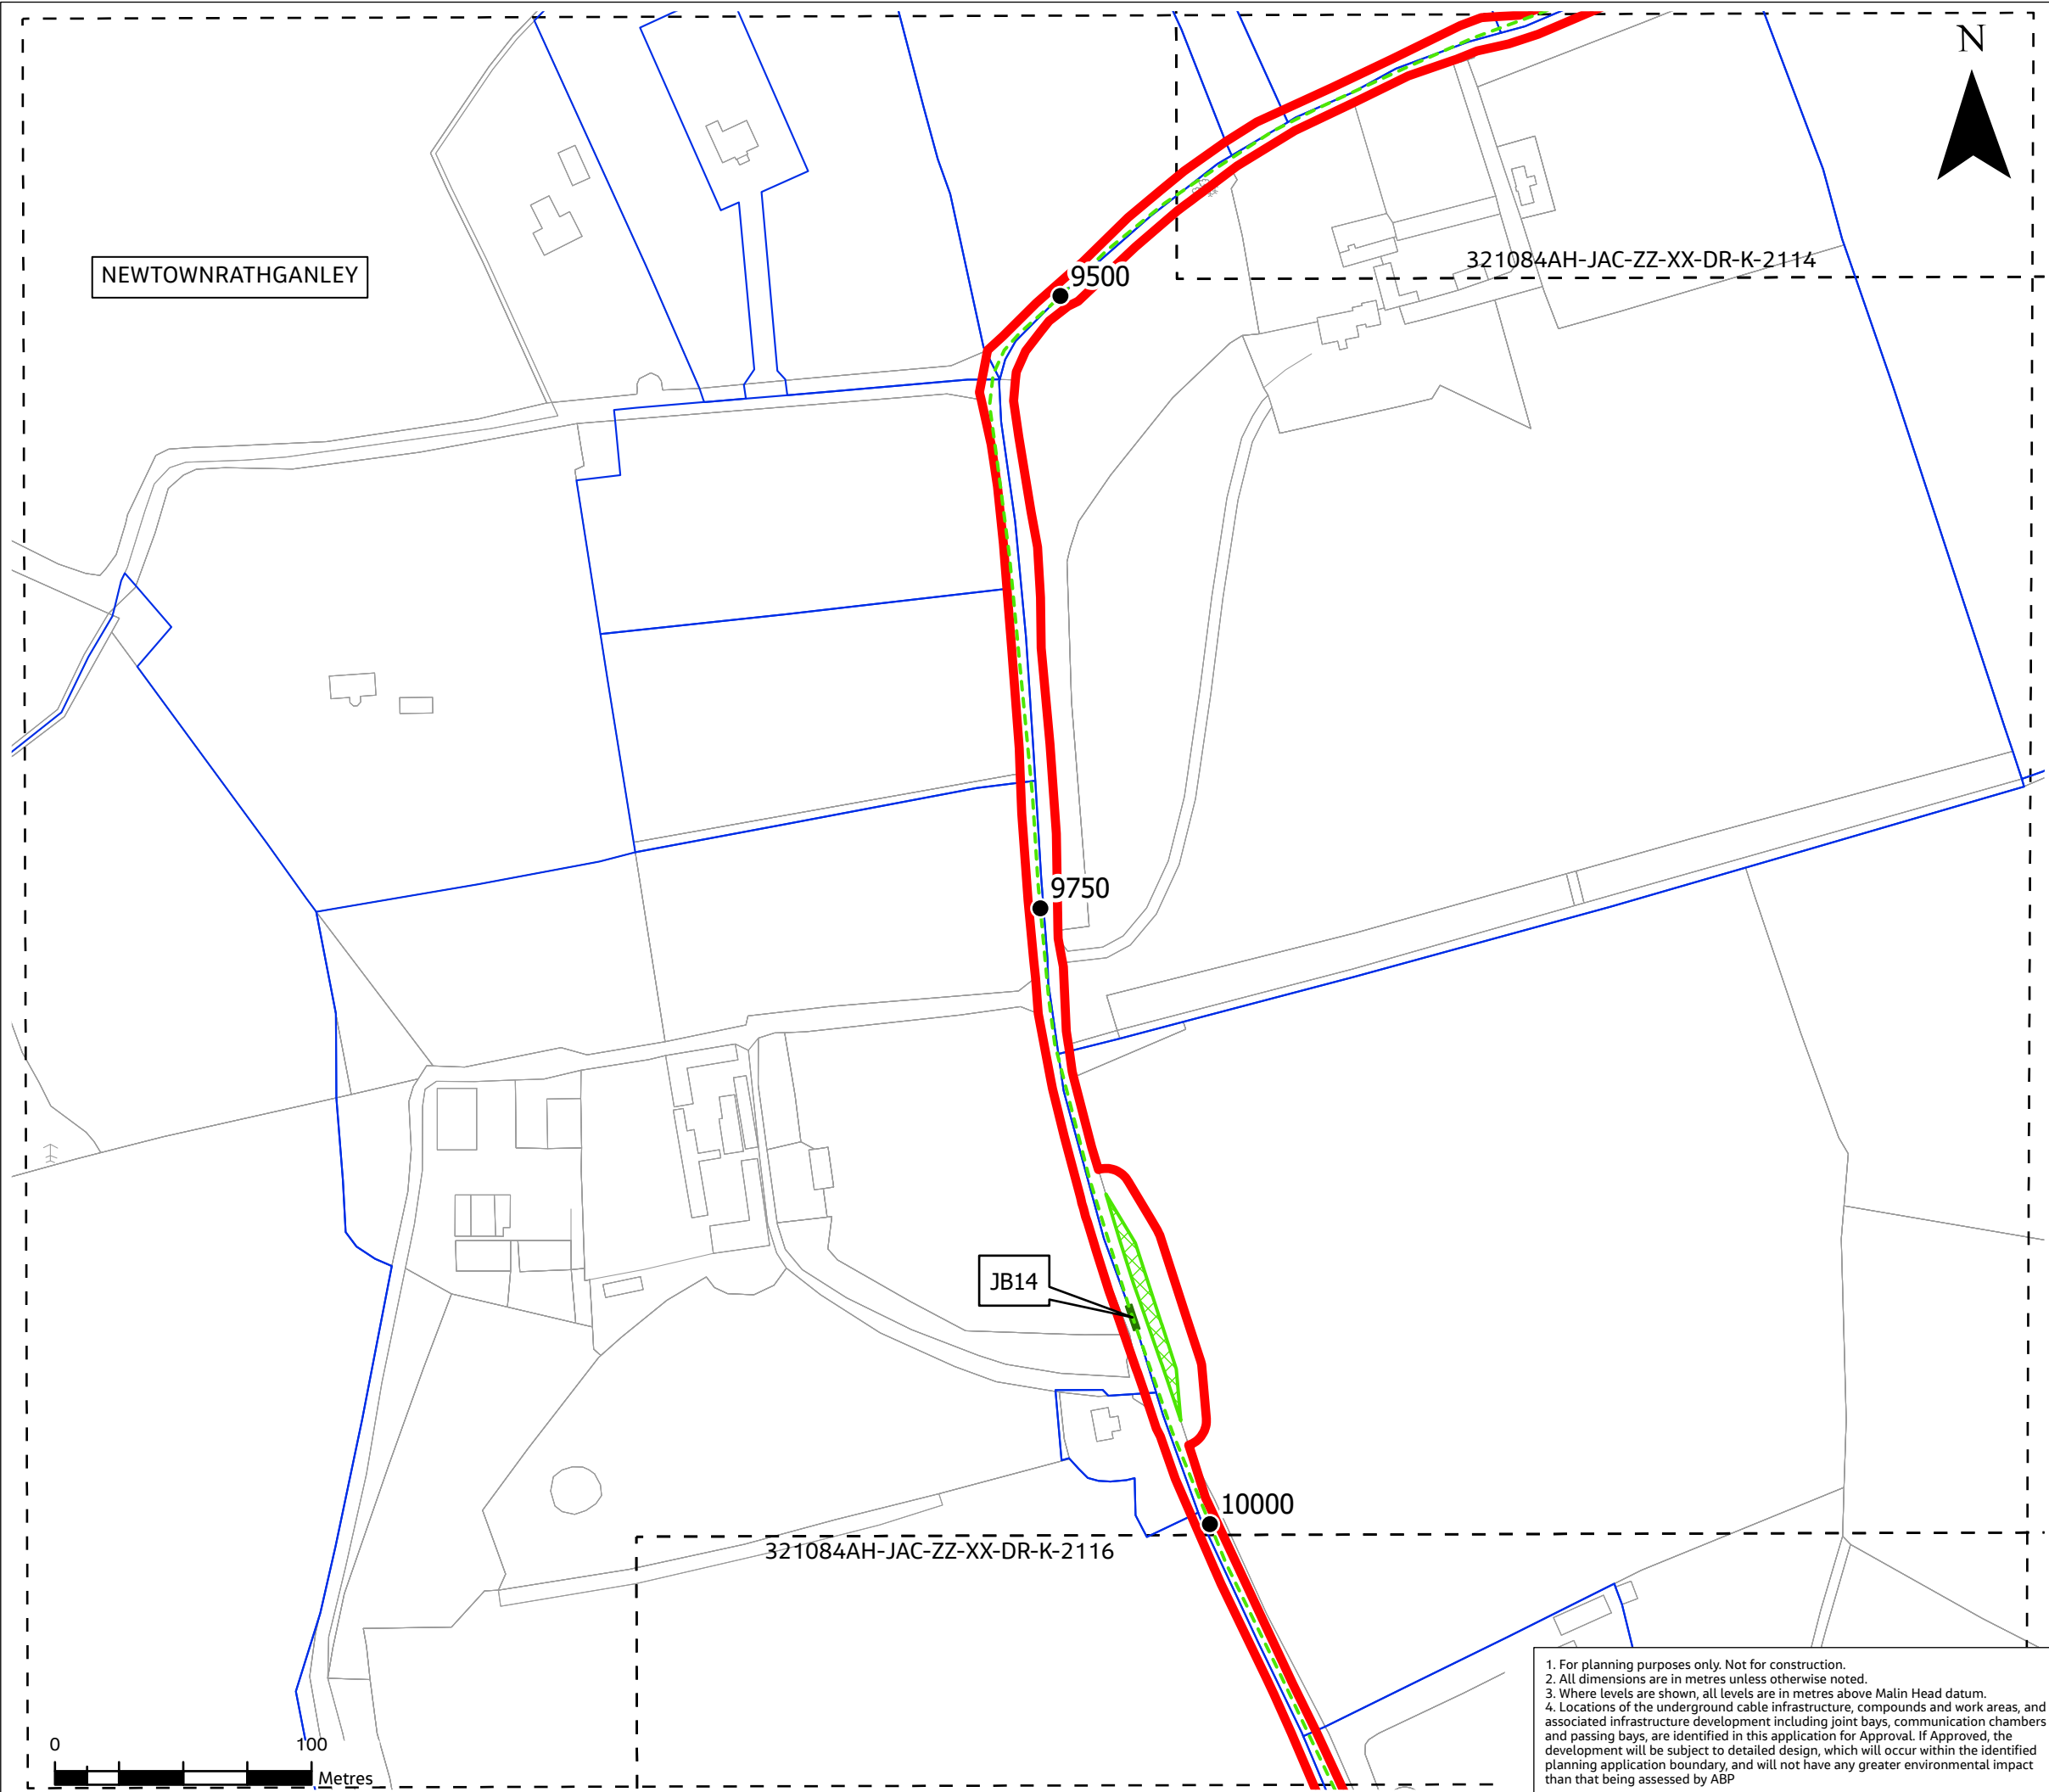 N
NEWTOWNRATHGANLEY
321084AH-JAC-ZZ-XX-DR-K-2114
9500
9750
JB14
10000
321084AH-JAC-ZZ-XX-DR-K-2116
0 100
Metres
1. For planning purposes only. Not for construction.
2. All dimensions are in metres unless otherwise noted.
3. Where levels are shown, all levels are in metres above Malin Head datum.
4. Locations of the underground cable infrastructure, compounds and work areas, and
associated infrastructure development including joint bays, communication chambers
and passing bays, are identified in this application for Approval. If Approved, the
development will be subject to detailed design, which will occur within the identified
planning application boundary, and will not have any greater environmental impact
than that being assessed by ABP